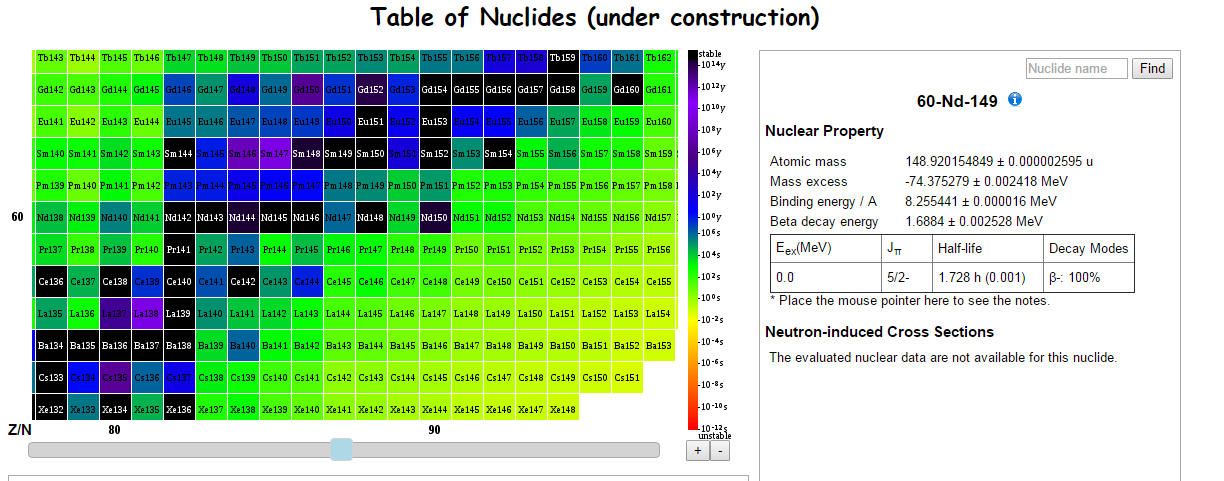 Table of Nuclides (under construction)
Tb143 Tb144 Tb145 Tb146 Tb147 Tb148 Tb149 Tb150 Tb151 Tb152 Tb153 Tb154 Tb155 Tb156 Tb157 Tb158 Tb159 Tb160 Tb161 Tb162
Gd142 Gd143 Gd144 Gd145 Gd146 Gd147 Gd148 Gd149 Gd150 Gd151 Gd152 Gd153 Gd154 Gd155 Gd156 Gd157 Gd158 Gd159 Gd160 Gd161
Eu141 Eu142 Eu143 Eu144 Eu145 Eu146 Eu147 Eu148 Eu149 Eu150 Eu151 Eu152 Eu153 Eu154 Eu155 Eu156 Eu157 Eu158 Eu159 Eu160
Sm140 Sm141 Sm142 Sm143 Sm144 Sm145 Sm146 Sm147 Sm148 Sm149 Sm150 Sm151 Sm152 Sm153 Sm154 Sm155 Sm156 Sm157 Sm158 Sm159
Pm139 Pm140 Pm141 Pm142 Pm143 Pm144 Pm145 Pm146 Pm147 Pm148 Pm149 Pm150 Pm151 Pm152 Pm153 Pm154 Pm155 Pm156 Pm157 Pm158
60 Nd138 Nd139 Nd140 Nd141 Nd142 Nd143 Nd144 Nd145 Nd146 Nd147 Nd148 Nd149 Nd150 Nd151 Nd152 Nd153 Nd154 Nd155 Nd156 Nd157
Pr137 Pr138 Pr139 Pr140 Pr141 Pr142 Pr143 Pr144 Pr145 Pr146 Pr147 Pr148 Pr149 Pr150 Pr151 Pr152 Pr153 Pr154 Pr155 Pr156
Ce136 Ce137 Ce138 Ce139 Ce140 Ce141 Ce142 Ce143 Ce144 Ce145 Ce146 Ce147 Ce148 Ce149 Ce150 Ce151 Ce152 Ce153 Ce154 Ce155
La135 La136 La137 La138 La139 La140 La141 La142 La143 La144 La145 La146 La147 La148 La149 La150 La151 La152 La153 La154
Ba134 Ba135 Ba136 Ba137 Ba138 Ba139 Ba140 Ba141 Ba142 Ba143 Ba144 Ba145 Ba146 Ba147 Ba148 Ba149 Ba150 Ba151 Ba152 Ba153
Cs133 Cs134 Cs135 Cs136 Cs137 Cs138 Cs139 Cs140 Cs141 Cs142 Cs143 Cs144 Cs145 Cs146 Cs147 Cs148 Cs149 Cs150 Cs151
Xe132 Xe133 Xe134 Xe135 Xe136 Xe137 Xe138 Xe139 Xe140 Xe141 Xe142 Xe143 Xe144 Xe145 Xe146 Xe147 Xe148
Z/N 80 90
stable
10¹⁴y
10¹²y
10¹⁰y
10⁸y
10⁶y
10⁴y
10²y
10⁰y
10⁶s
10⁴s
10²s
10⁰s
10⁻²s
10⁻⁴s
10⁻⁶s
10⁻⁸s
10⁻¹⁰s
10⁻¹²s
unstable
+ -
Nuclide name Find
60-Nd-149 i
Nuclear Property
Atomic mass 148.920154849 ± 0.000002595 u
Mass excess -74.375279 ± 0.002418 MeV
Binding energy / A 8.255441 ± 0.000016 MeV
Beta decay energy 1.6884 ± 0.002528 MeV
Eex(MeV) Jπ Half-life Decay Modes
0.0 5/2- 1.728 h (0.001) β-: 100%
* Place the mouse pointer here to see the notes.
Neutron-induced Cross Sections
The evaluated nuclear data are not available for this nuclide.